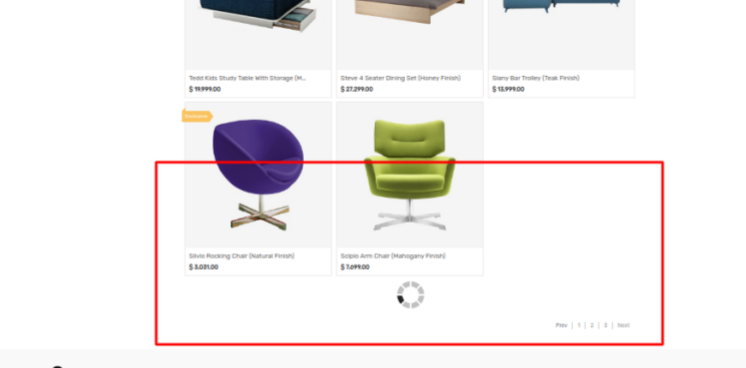 Tedd Kids Study Table With Storage (M...
$ 19,999.00
Steve 4 Seater Dining Set (Honey Finish)
$ 27,299.00
Slany Bar Trolley (Teak Finish)
$ 13,999.00
Exclusive
Silvio Rocking Chair (Natural Finish)
$ 3,031.00
Scipio Arm Chair (Mahogany Finish)
$ 7,699.00
Prev | 1 | 2 | 3 | Next